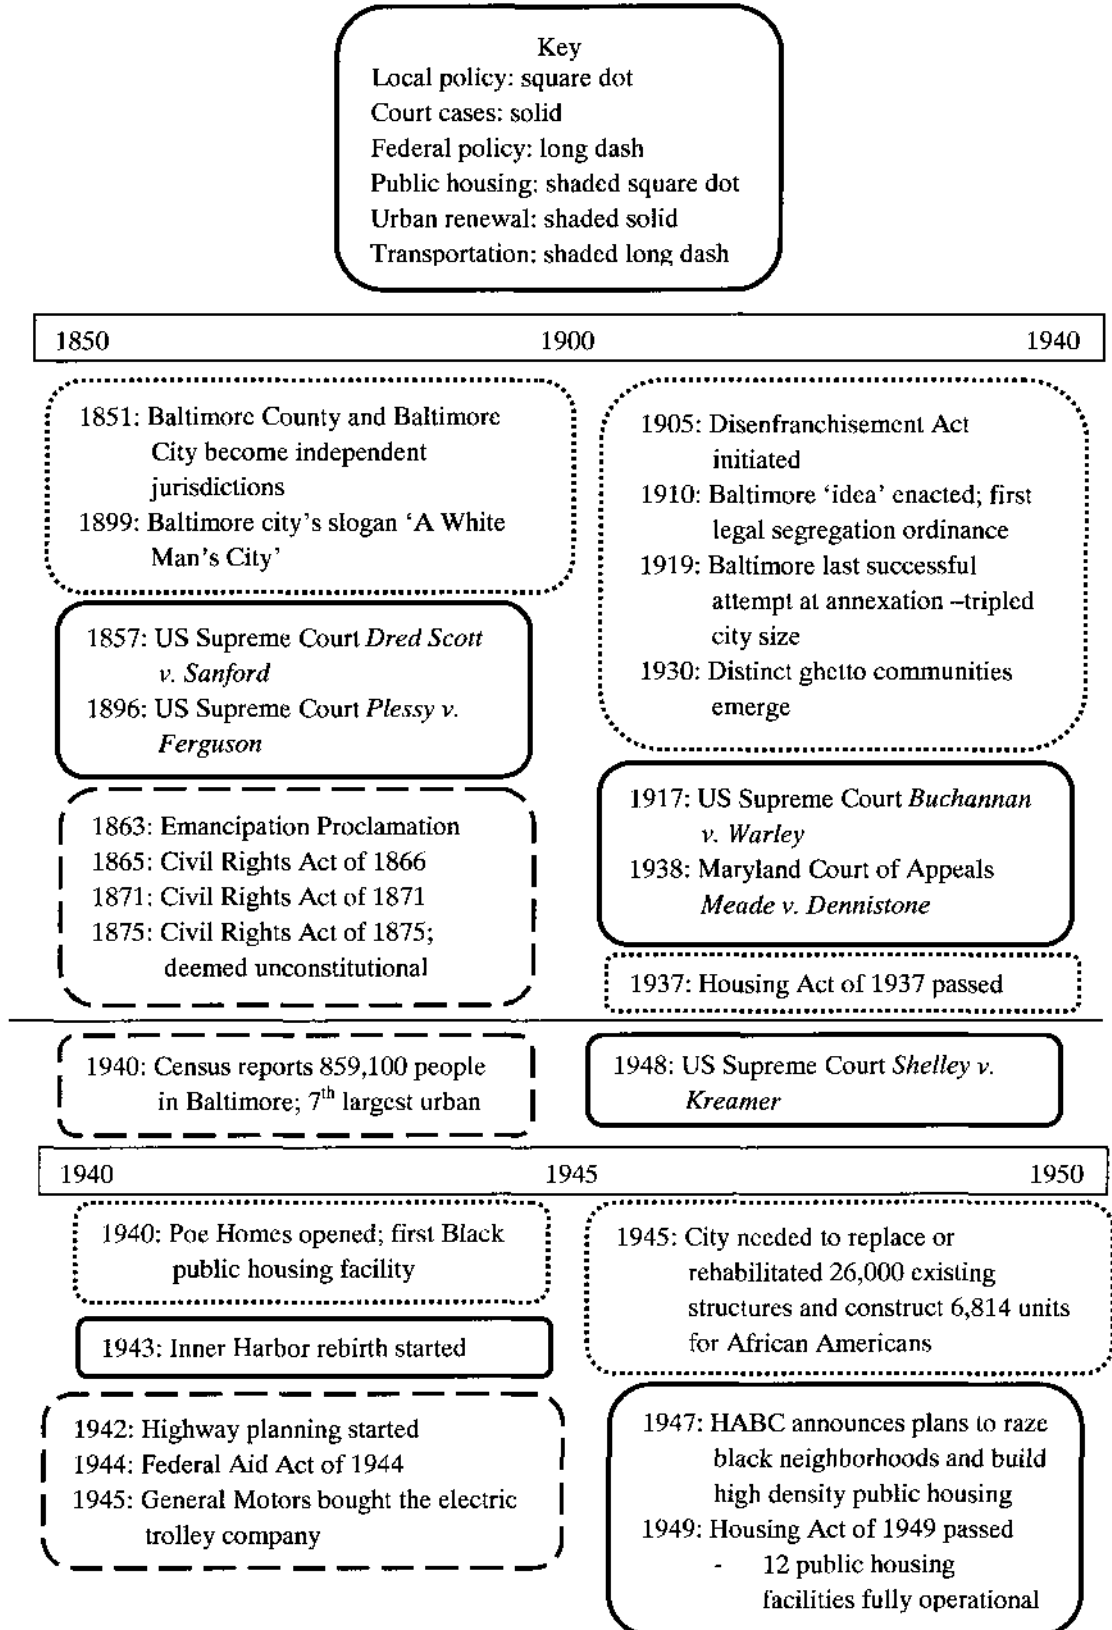 Key
Local policy: square dot
Court cases: solid
Federal policy: long dash
Public housing: shaded square dot
Urban renewal: shaded solid
Transportation: shaded long dash
1850 1900 1940
1851: Baltimore County and Baltimore
City become independent
jurisdictions
1899: Baltimore city's slogan 'A White
Man's City'
1857: US Supreme Court Dred Scott
v. Sanford
1896: US Supreme Court Plessy v.
Ferguson
1863: Emancipation Proclamation
1865: Civil Rights Act of 1866
1871: Civil Rights Act of 1871
1875: Civil Rights Act of 1875;
deemed unconstitutional
1905: Disenfranchisement Act
initiated
1910: Baltimore 'idea' enacted; first
legal segregation ordinance
1919: Baltimore last successful
attempt at annexation –tripled
city size
1930: Distinct ghetto communities
emerge
1917: US Supreme Court Buchannan
v. Warley
1938: Maryland Court of Appeals
Meade v. Dennistone
1937: Housing Act of 1937 passed
1940: Census reports 859,100 people
in Baltimore; 7th largest urban
1948: US Supreme Court Shelley v.
Kreamer
1940 1945 1950
1940: Poe Homes opened; first Black
public housing facility
1943: Inner Harbor rebirth started
1942: Highway planning started
1944: Federal Aid Act of 1944
1945: General Motors bought the electric
trolley company
1945: City needed to replace or
rehabilitated 26,000 existing
structures and construct 6,814 units
for African Americans
1947: HABC announces plans to raze
black neighborhoods and build
high density public housing
1949: Housing Act of 1949 passed
- 12 public housing
facilities fully operational